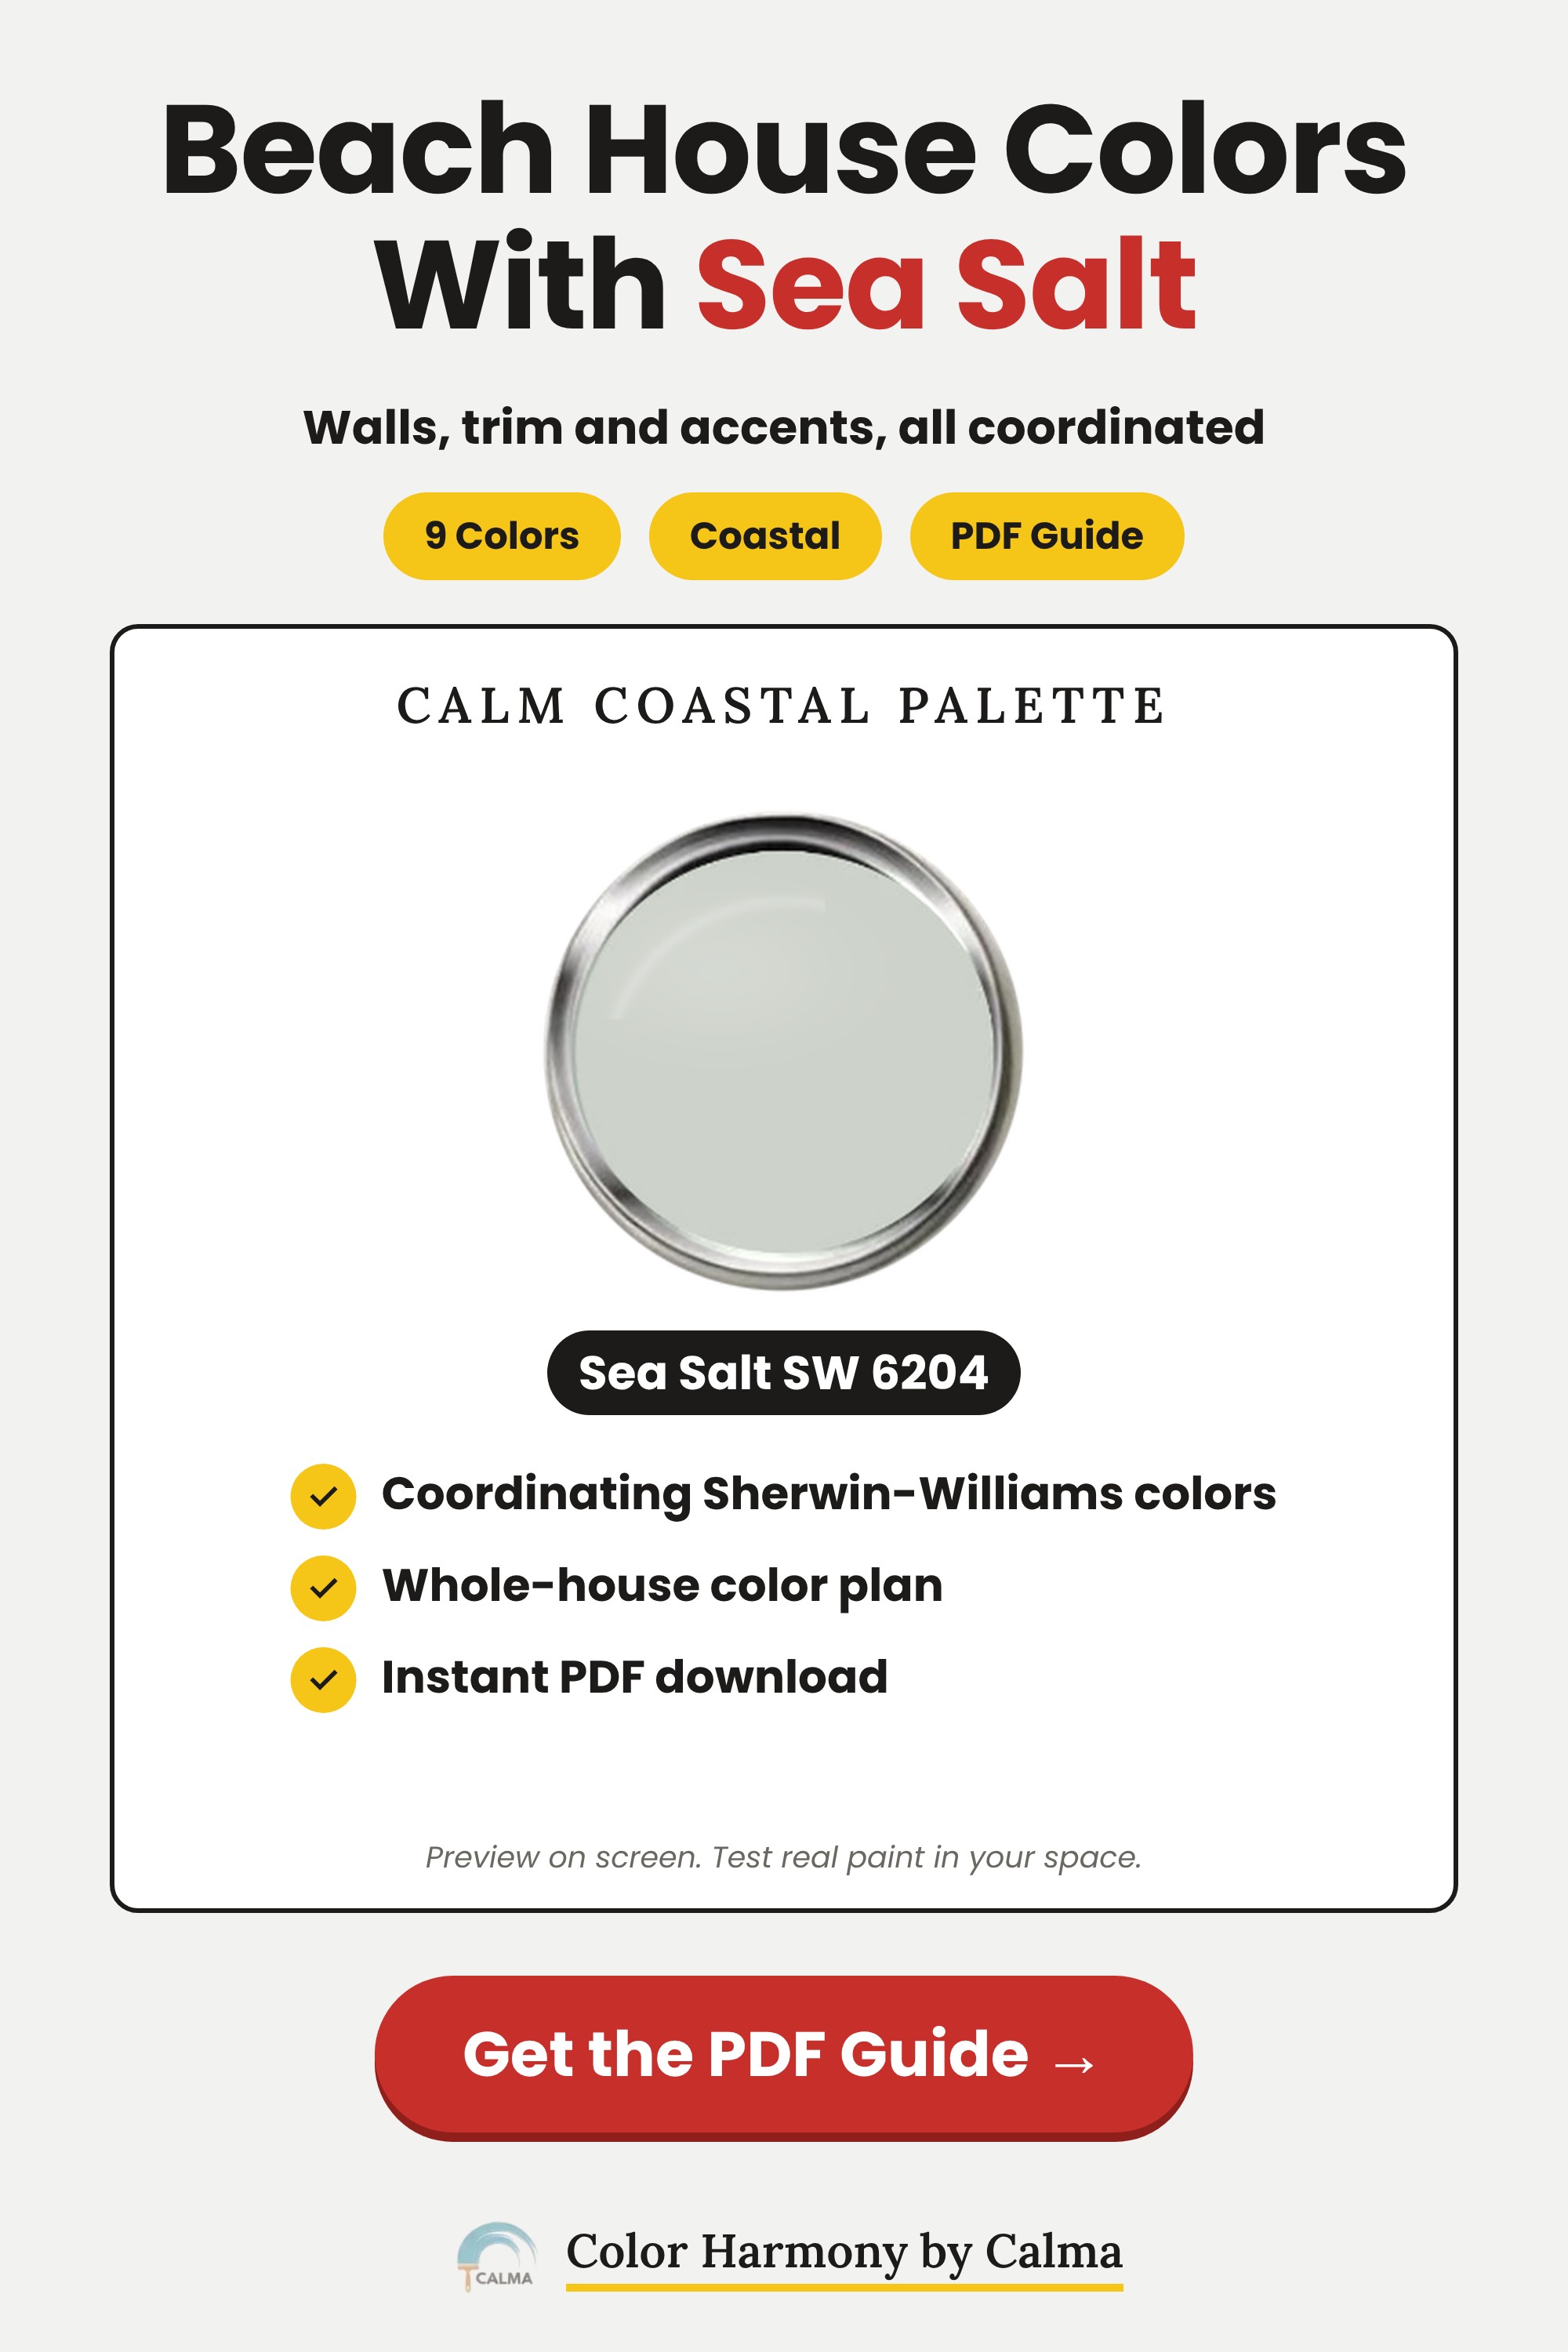 Beach House Colors
With Sea Salt
Walls, trim and accents, all coordinated
9 Colors
Coastal
PDF Guide
CALM COASTAL PALETTE
Sea Salt SW 6204
Coordinating Sherwin-Williams colors
Whole-house color plan
Instant PDF download
Preview on screen. Test real paint in your space.
Get the PDF Guide →
CALMA
Color Harmony by Calma